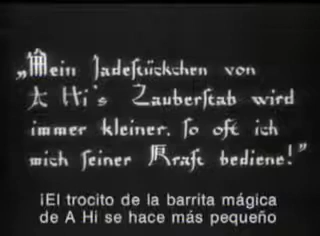 „Mein Jadestückchen von
A Hi's Zauberstab wird
immer kleiner, so oft ich
mich seiner Kraft bediene!"
¡El trocito de la barrita mágica
de A Hi se hace más pequeño